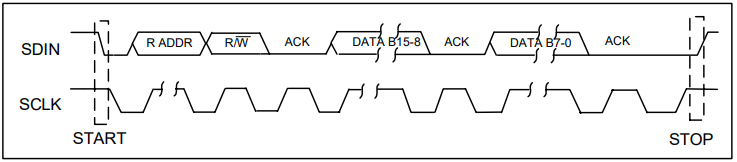 SDIN R ADDR R/W̅ ACK DATA B15-8 ACK DATA B7-0 ACK
SCLK
START STOP